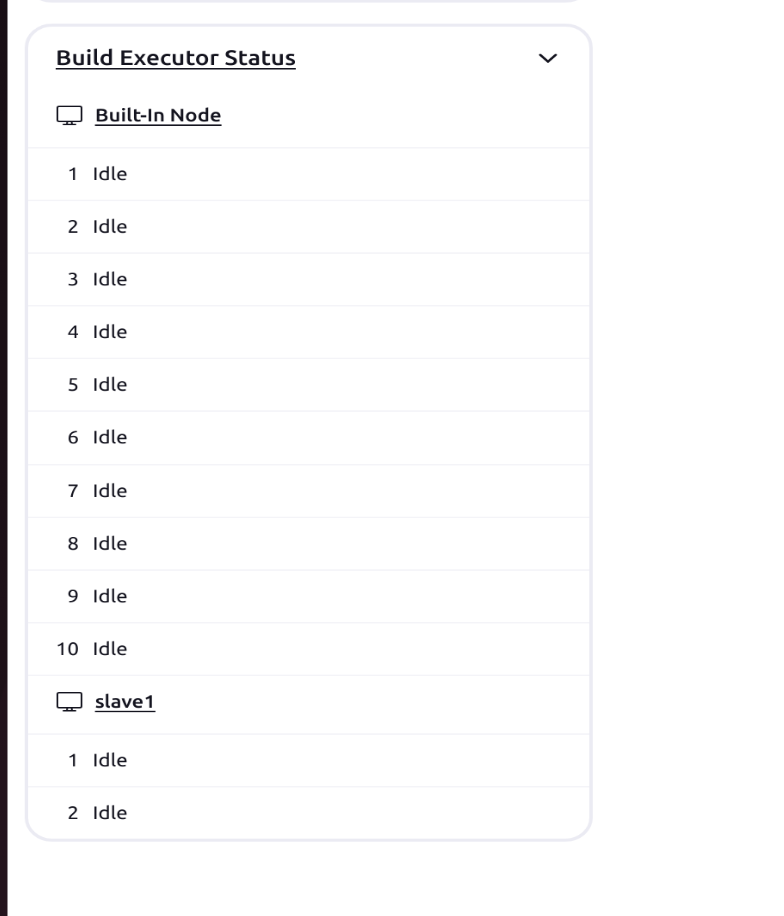 Build Executor Status
Built-In Node
1 Idle
2 Idle
3 Idle
4 Idle
5 Idle
6 Idle
7 Idle
8 Idle
9 Idle
10 Idle
slave1
1 Idle
2 Idle